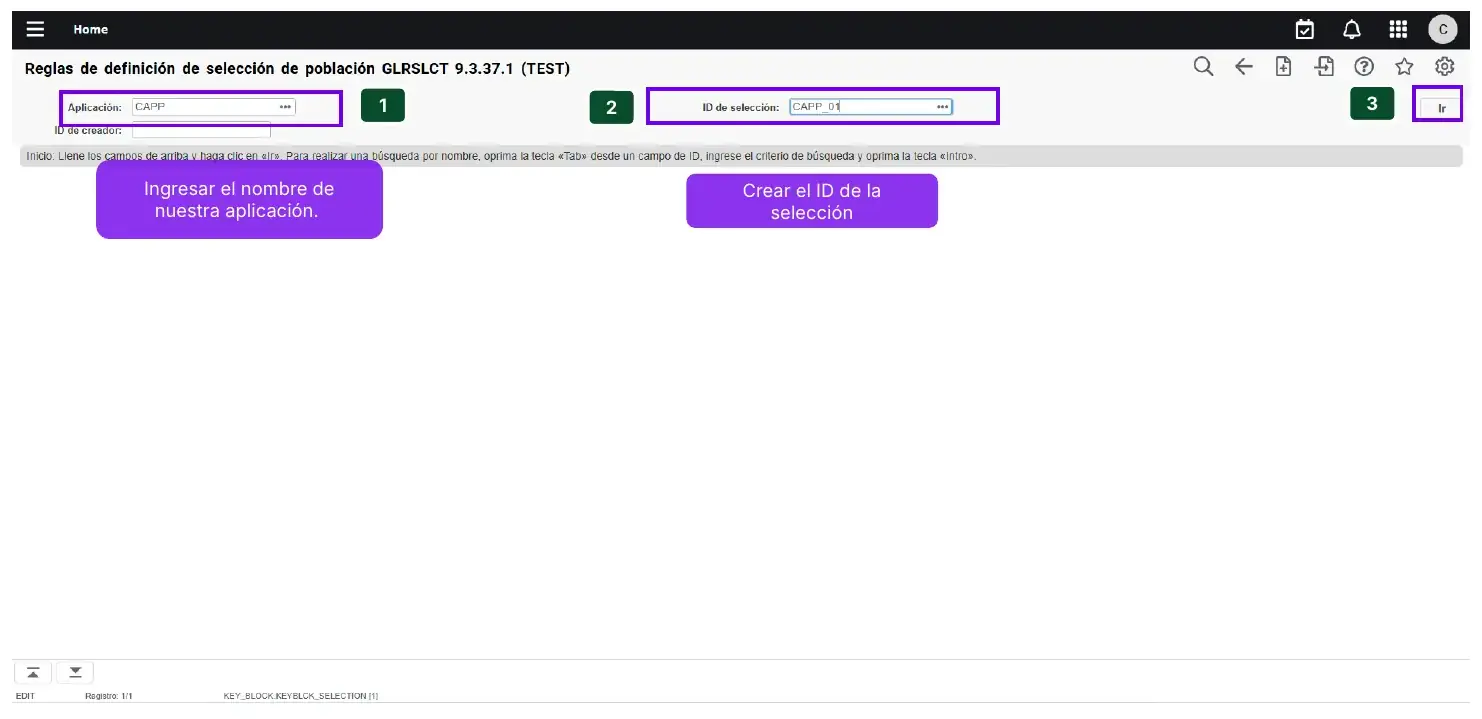 Home
C
Reglas de definición de selección de población GLRSLCT 9.3.37.1 (TEST)
Aplicación: CAPP ••• 1 2 ID de selección: CAPP_01 ••• 3 Ir
ID de creador:
Inicio: Llene los campos de arriba y haga clic en «Ir». Para realizar una búsqueda por nombre, oprima la tecla «Tab» desde un campo de ID, ingrese el criterio de búsqueda y oprima la tecla «Intro».
Ingresar el nombre de
nuestra aplicación.
Crear el ID de la
selección
EDIT Registro: 1/1 KEY_BLOCK.KEYBLCK_SELECTION [1]